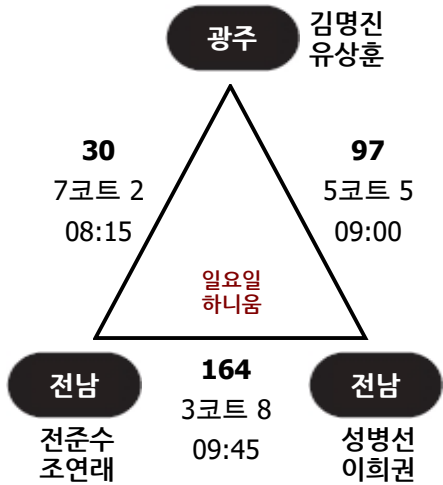 광주
김명진
유상훈
30
7코트 2
08:15
97
5코트 5
09:00
일요일
하니움
전남
전준수
조연래
164
3코트 8
09:45
전남
성병선
이희권